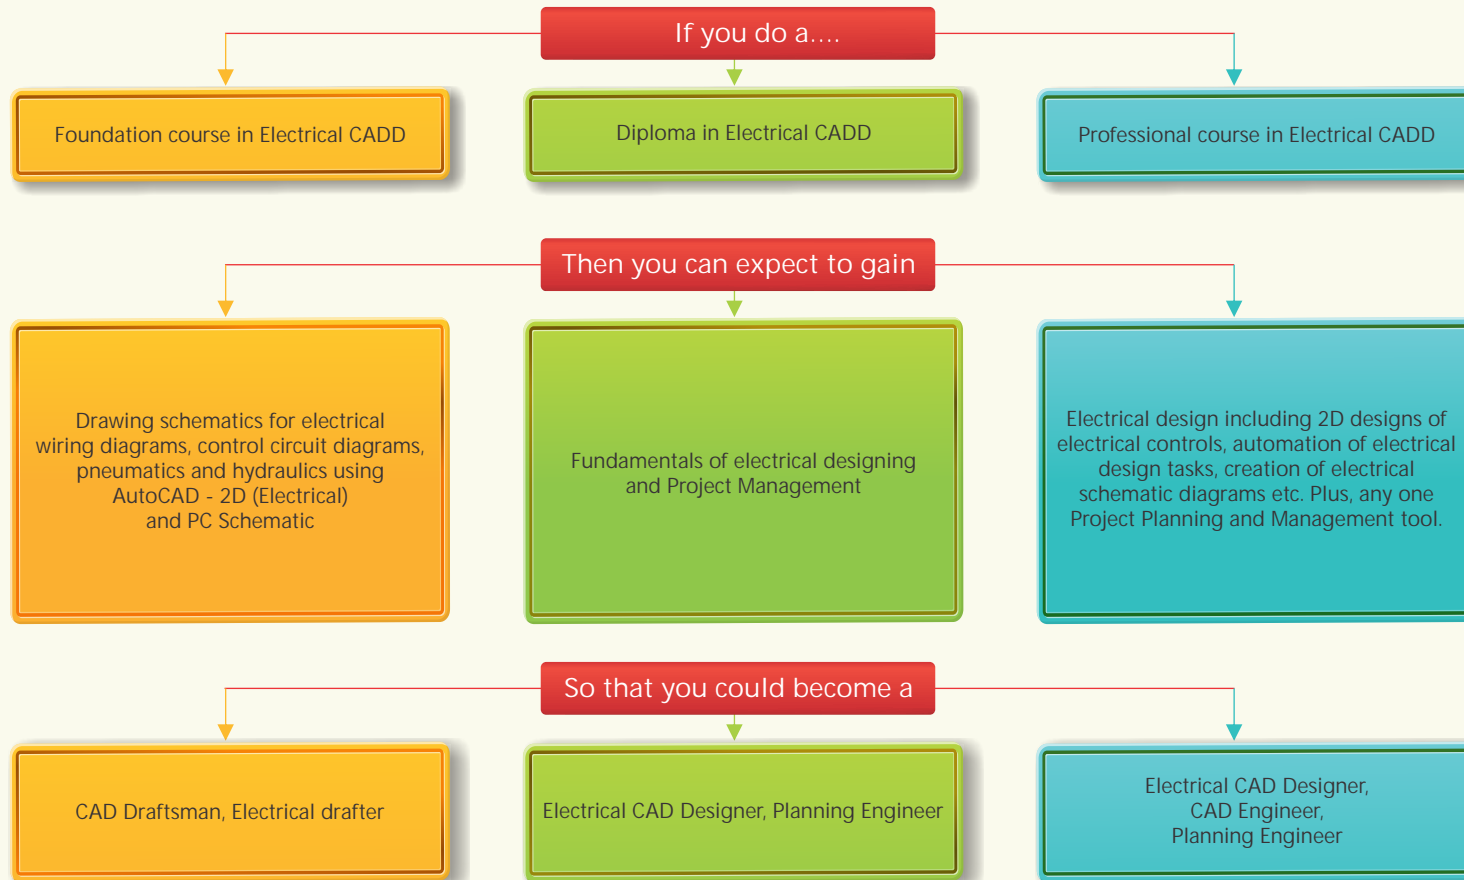 If you do a....
Foundation course in Electrical CADD
Diploma in Electrical CADD
Professional course in Electrical CADD
Then you can expect to gain
Drawing schematics for electrical
wiring diagrams, control circuit diagrams,
pneumatics and hydraulics using
AutoCAD - 2D (Electrical)
and PC Schematic
Fundamentals of electrical designing
and Project Management
Electrical design including 2D designs of
electrical controls, automation of electrical
design tasks, creation of electrical
schematic diagrams etc. Plus, any one
Project Planning and Management tool.
So that you could become a
CAD Draftsman, Electrical drafter
Electrical CAD Designer, Planning Engineer
Electrical CAD Designer,
CAD Engineer,
Planning Engineer